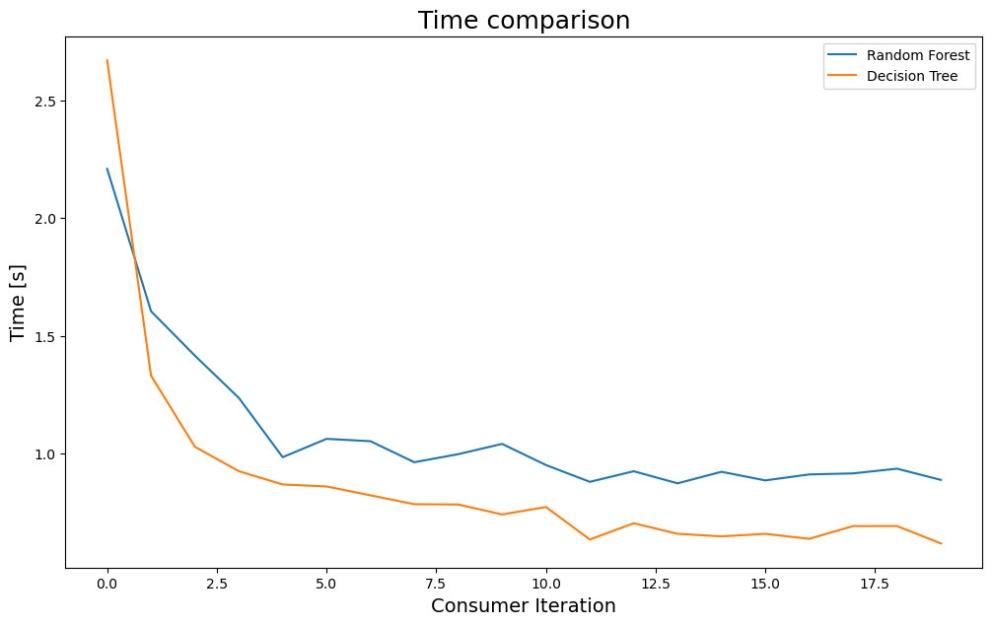 Time comparison
Random Forest
Decision Tree
2.5
2.0
1.5
1.0
Time [s]
0.0 2.5 5.0 7.5 10.0 12.5 15.0 17.5
Consumer Iteration